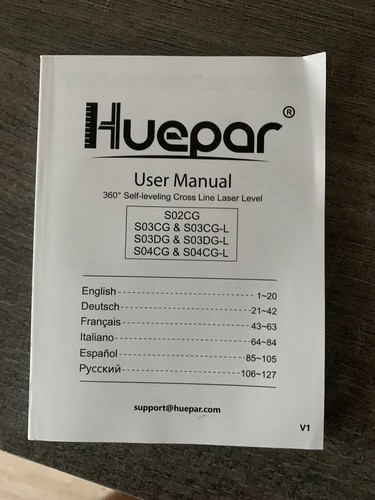 Huepar®
User Manual
360° Self-leveling Cross Line Laser Level
S02CG
S03CG & S03CG-L
S03DG & S03DG-L
S04CG & S04CG-L
English 1~20
Deutsch 21~42
Français 43~63
Italiano 64~84
Español 85~105
Русский 106~127
support@huepar.com
V1